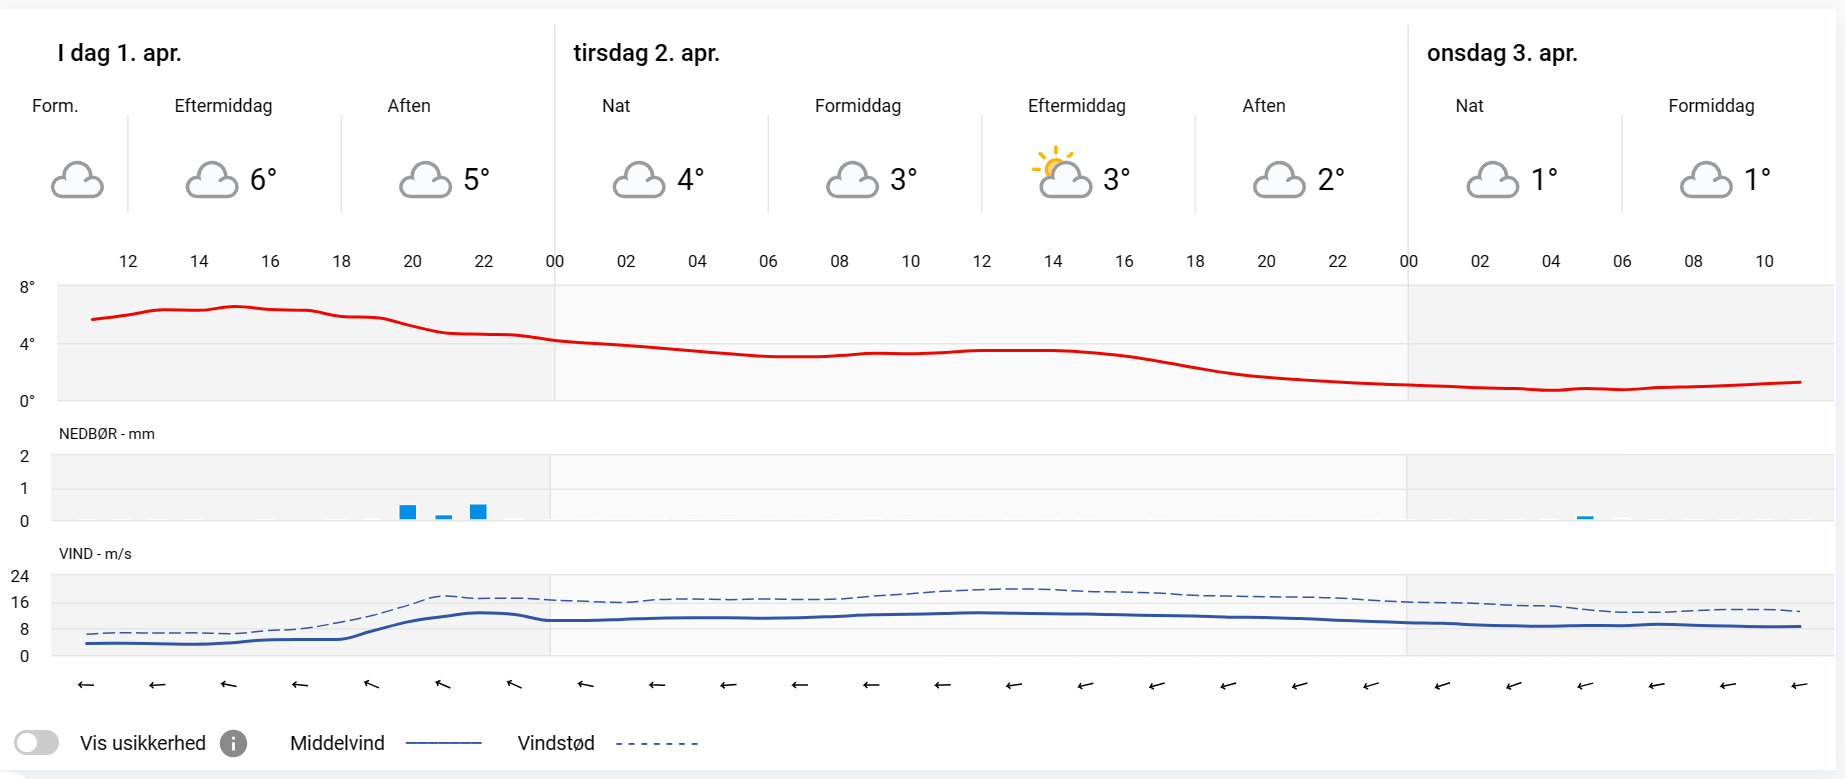 I dag 1. apr. tirsdag 2. apr. onsdag 3. apr.
Form. Eftermiddag Aften Nat Formiddag Eftermiddag Aften Nat Formiddag
6° 5° 4° 3° 3° 2° 1° 1°
12 14 16 18 20 22 00 02 04 06 08 10 12 14 16 18 20 22 00 02 04 06 08 10
8°
4°
0°
NEDBØR - mm
2
1
0
VIND - m/s
24
16
8
0
Vis usikkerhed i Middelvind Vindstød